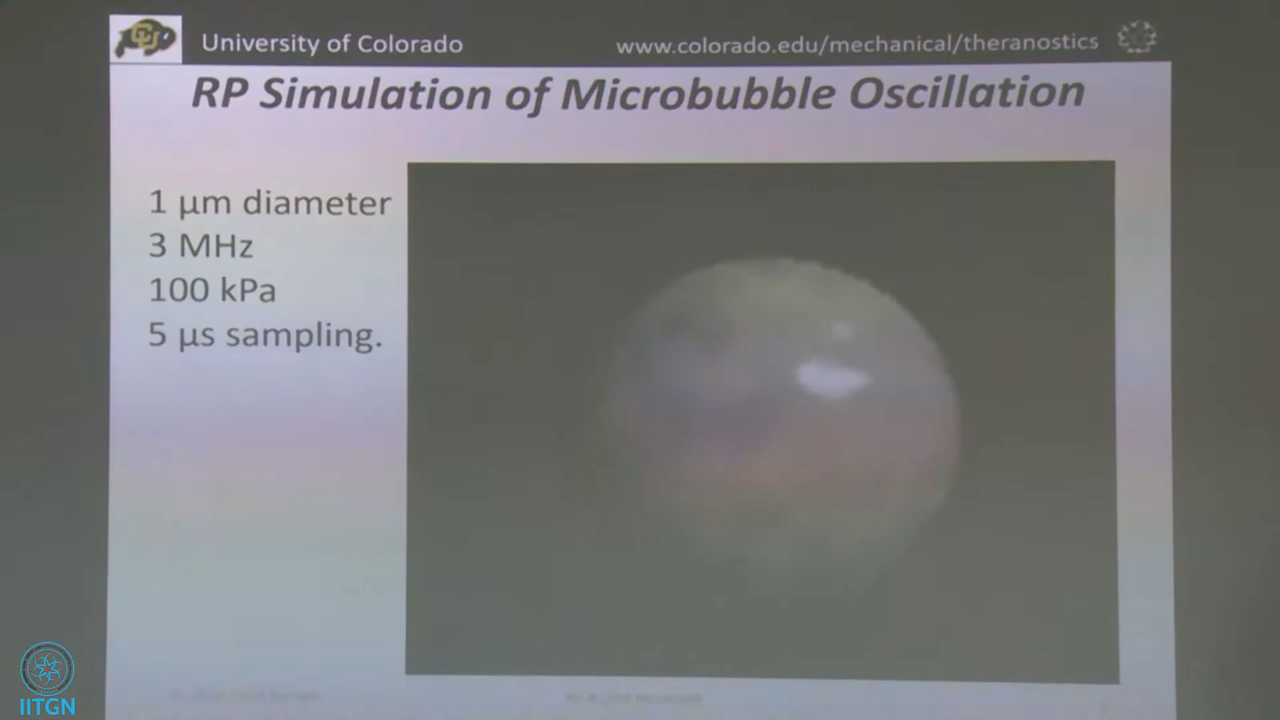 CU
University of Colorado
www.colorado.edu/mechanical/theranostics
RP Simulation of Microbubble Oscillation
1 µm diameter
3 MHz
100 kPa
5 µs sampling.
IITGN